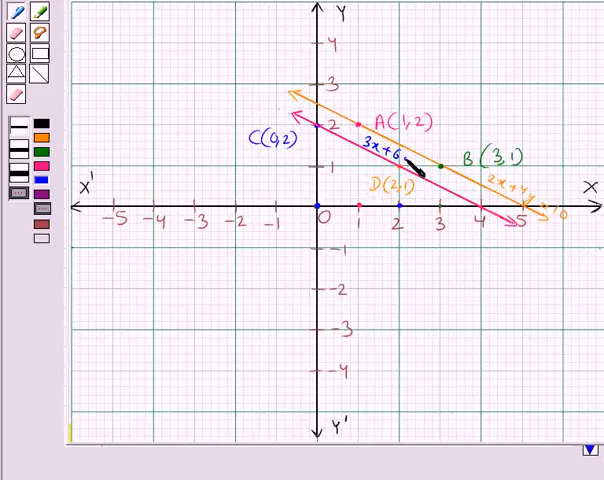 Y
4
3
2
A(1,2)
C(0,2)
3x+6
1
B(3,1)
D(2,1)
2x+4y=10
X'
X
-5 -4 -3 -2 -1 0 1 2 3 4 5
-1
-2
-3
-4
Y'